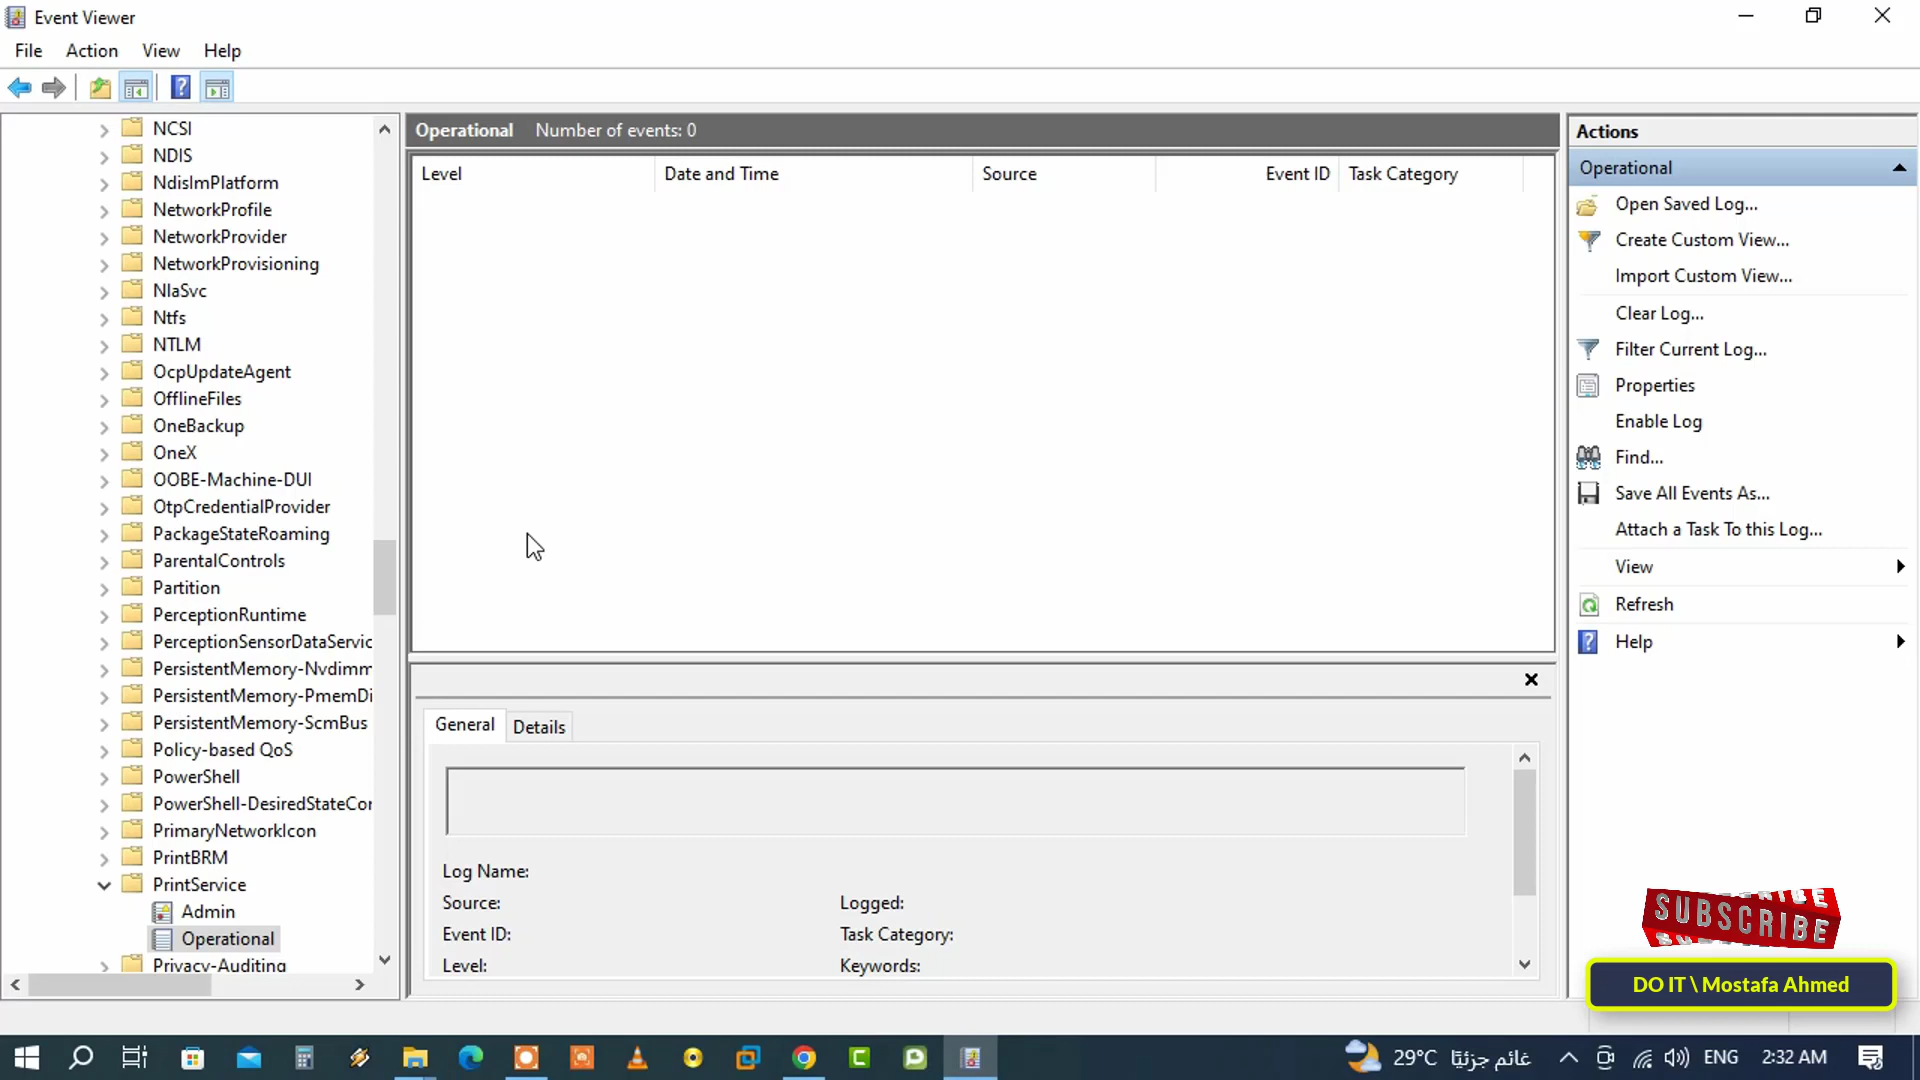 Event Viewer
File Action View Help
NCSI
NDIS
NdisImPlatform
NetworkProfile
NetworkProvider
NetworkProvisioning
NlaSvc
Ntfs
NTLM
OcpUpdateAgent
OfflineFiles
OneBackup
OneX
OOBE-Machine-DUI
OtpCredentialProvider
PackageStateRoaming
ParentalControls
Partition
PerceptionRuntime
PerceptionSensorDataServic
PersistentMemory-Nvdimm
PersistentMemory-PmemDi
PersistentMemory-ScmBus
Policy-based QoS
PowerShell
PowerShell-DesiredStateCor
PrimaryNetworkIcon
PrintBRM
PrintService
Admin
Operational
Privacy-Auditing
Operational Number of events: 0
Level Date and Time Source Event ID Task Category
General Details
Log Name:
Source: Logged:
Event ID: Task Category:
Level: Keywords:
Actions
Operational
Open Saved Log...
Create Custom View...
Import Custom View...
Clear Log...
Filter Current Log...
Properties
Enable Log
Find...
Save All Events As...
Attach a Task To this Log...
View
Refresh
Help
SUBSCRIBE
DO IT \ Mostafa Ahmed
29°C غائم جزئيًا ENG 2:32 AM